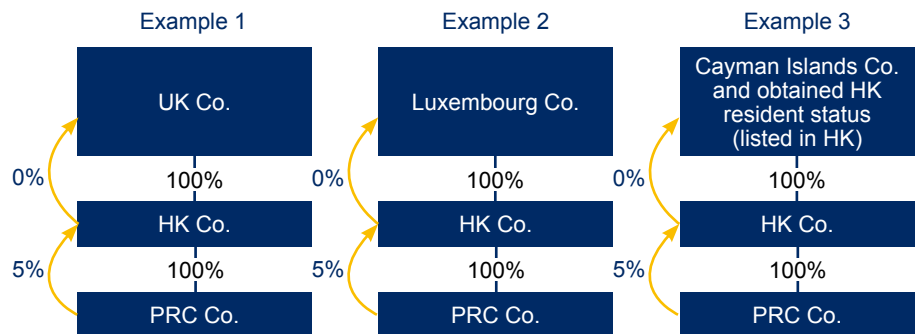 Example 1
UK Co.
0%
100%
HK Co.
5%
100%
PRC Co.
Example 2
Luxembourg Co.
0%
100%
HK Co.
5%
100%
PRC Co.
Example 3
Cayman Islands Co.
and obtained HK
resident status
(listed in HK)
0%
100%
HK Co.
5%
100%
PRC Co.